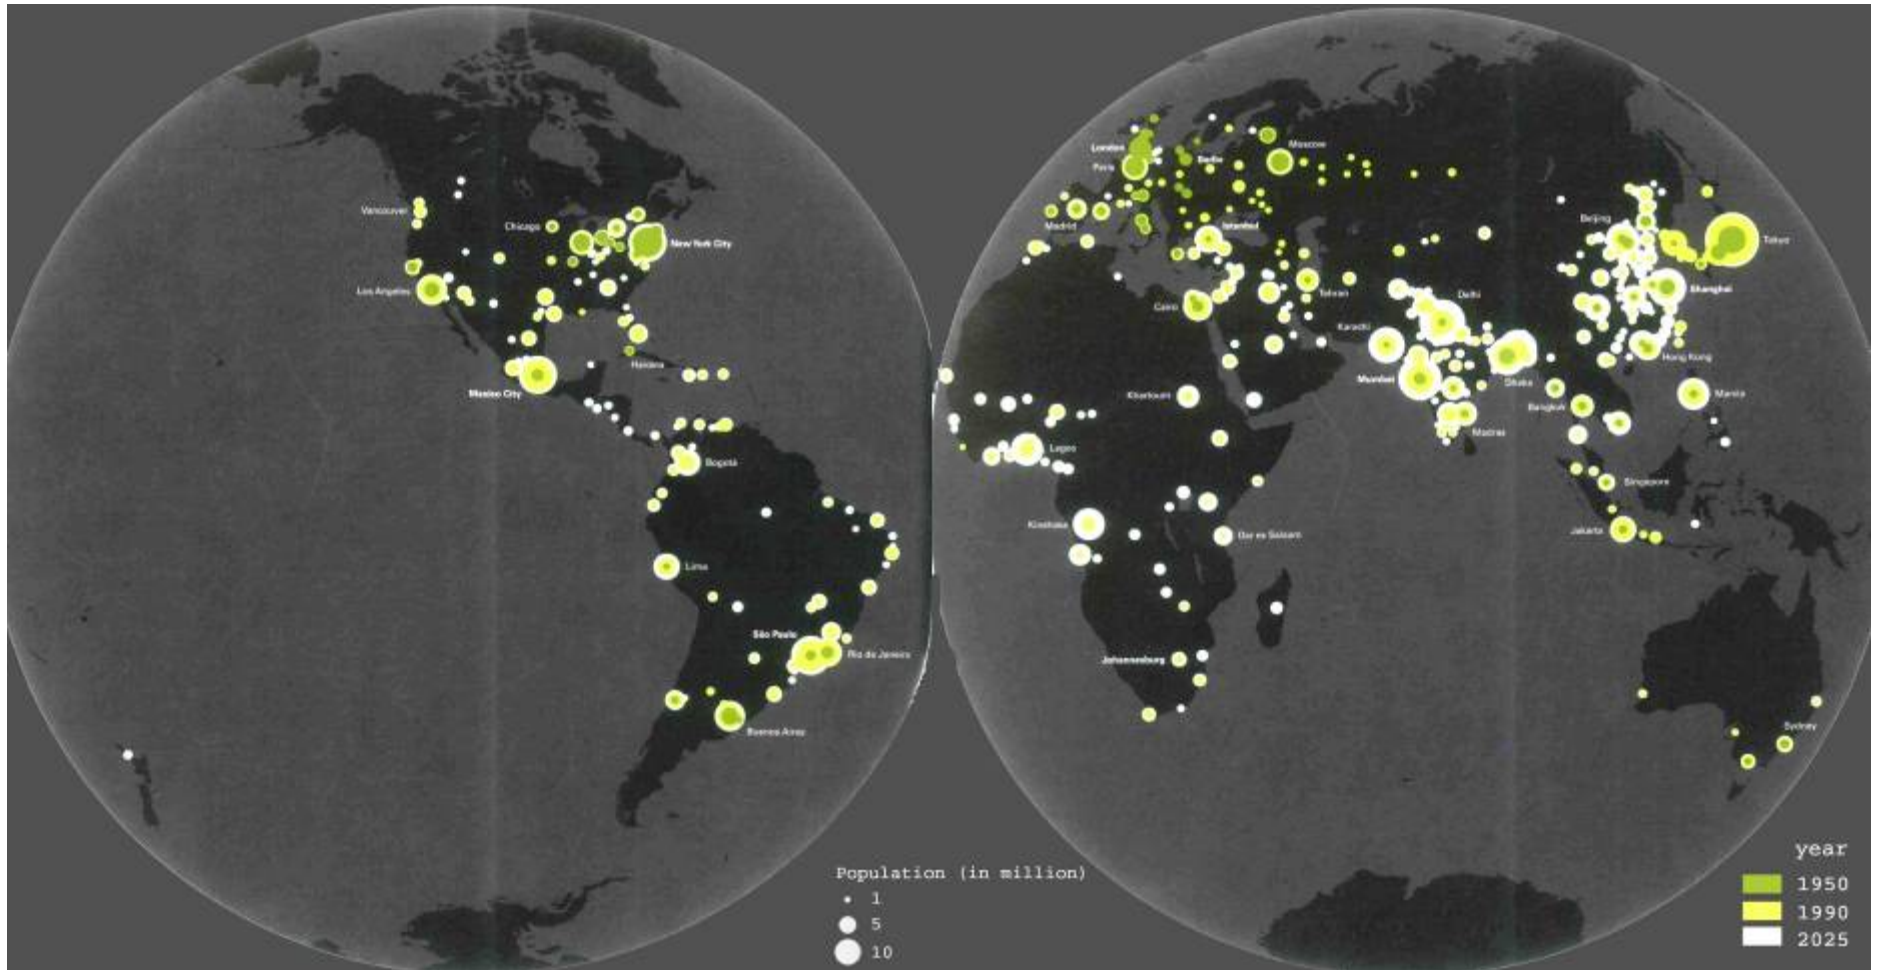 London
Paris
Berlin
Moscow
Vancouver
Chicago
New York City
Madrid
Istanbul
Beijing
Tokyo
Los Angeles
Cairo
Tehran
Delhi
Shanghai
Karachi
Hong Kong
Havana
Mexico City
Mumbai
Dhaka
Khartoum
Manila
Bangkok
Madras
Lagos
Bogotá
Singapore
Kinshasa
Dar es Salaam
Jakarta
Lima
São Paulo
Rio de Janeiro
Johannesburg
Buenos Aires
Sydney
Population (in million)
1
5
10
year
1950
1990
2025